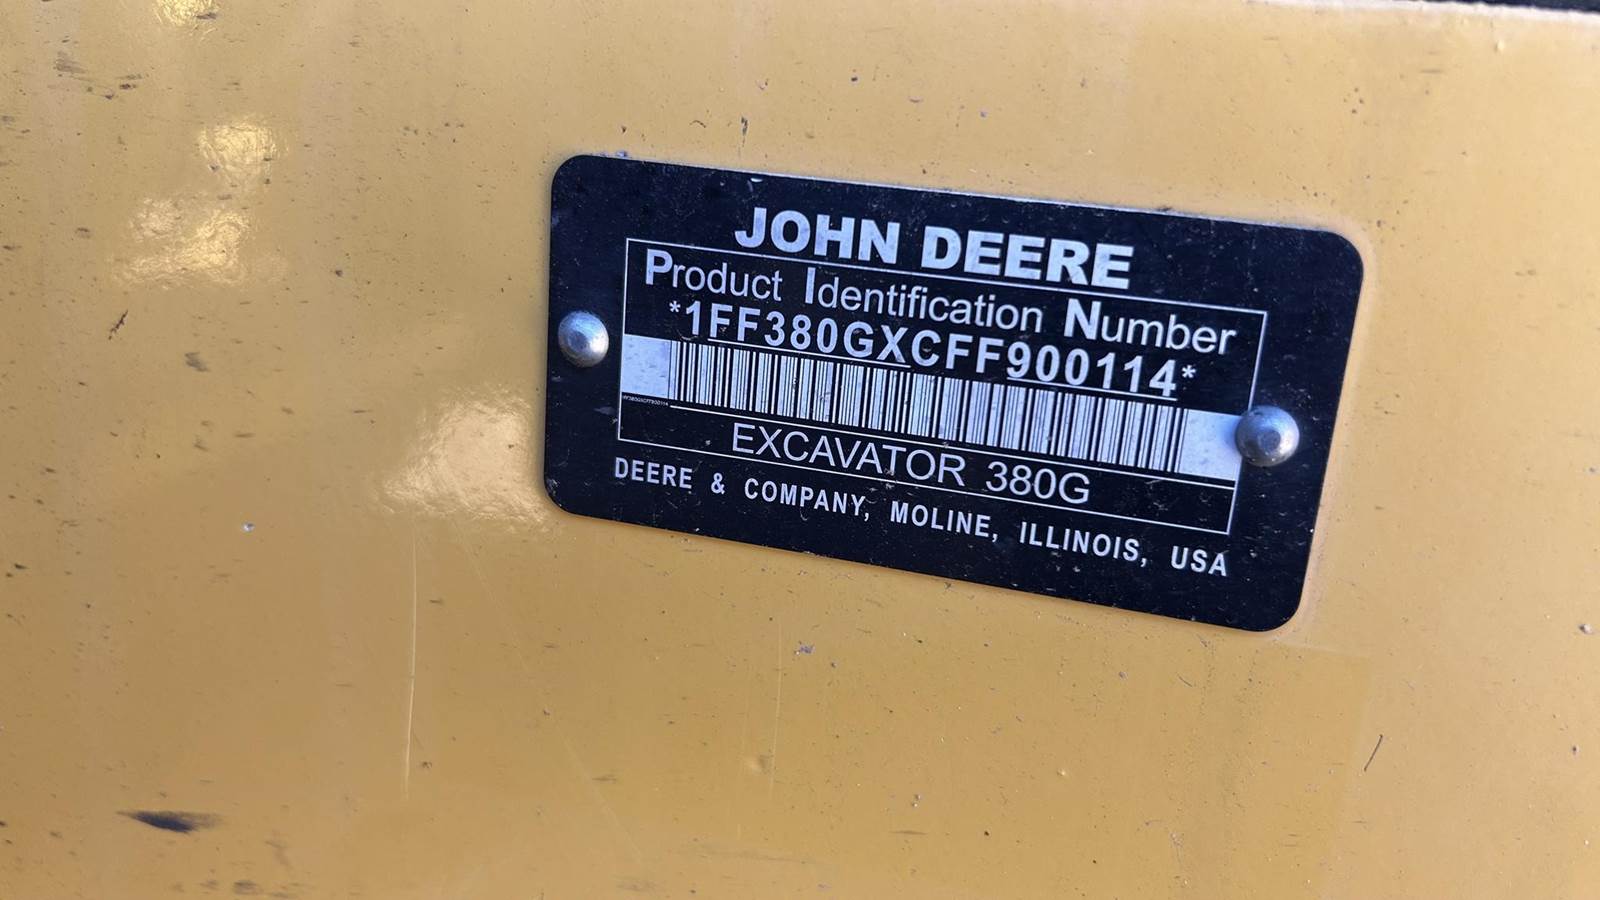 JOHN DEERE
Product Identification Number
*1FF380GXCFF900114*
EXCAVATOR 380G
DEERE & COMPANY, MOLINE, ILLINOIS, USA